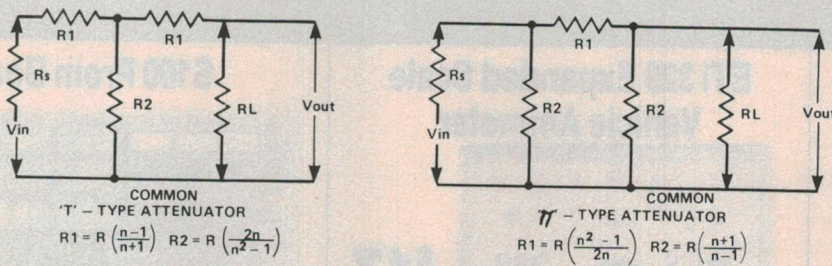 R1 R1
Rs
R2
RL
Vout
Vin
COMMON
'T' – TYPE ATTENUATOR
R1 = R (n-1/n+1) R2 = R (2n/n²-1)
R1
Rs
R2
R2
RL
Vout
Vin
COMMON
'π' – TYPE ATTENUATOR
R1 = R (n² - 1/2n) R2 = R (n+1/n-1)